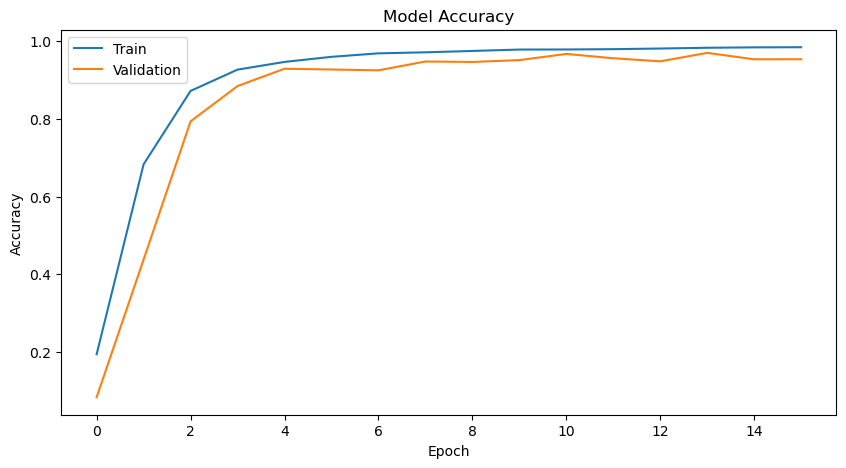 Model Accuracy
Train
Validation
1.0
0.8
0.6
0.4
0.2
Accuracy
0 2 4 6 8 10 12 14
Epoch